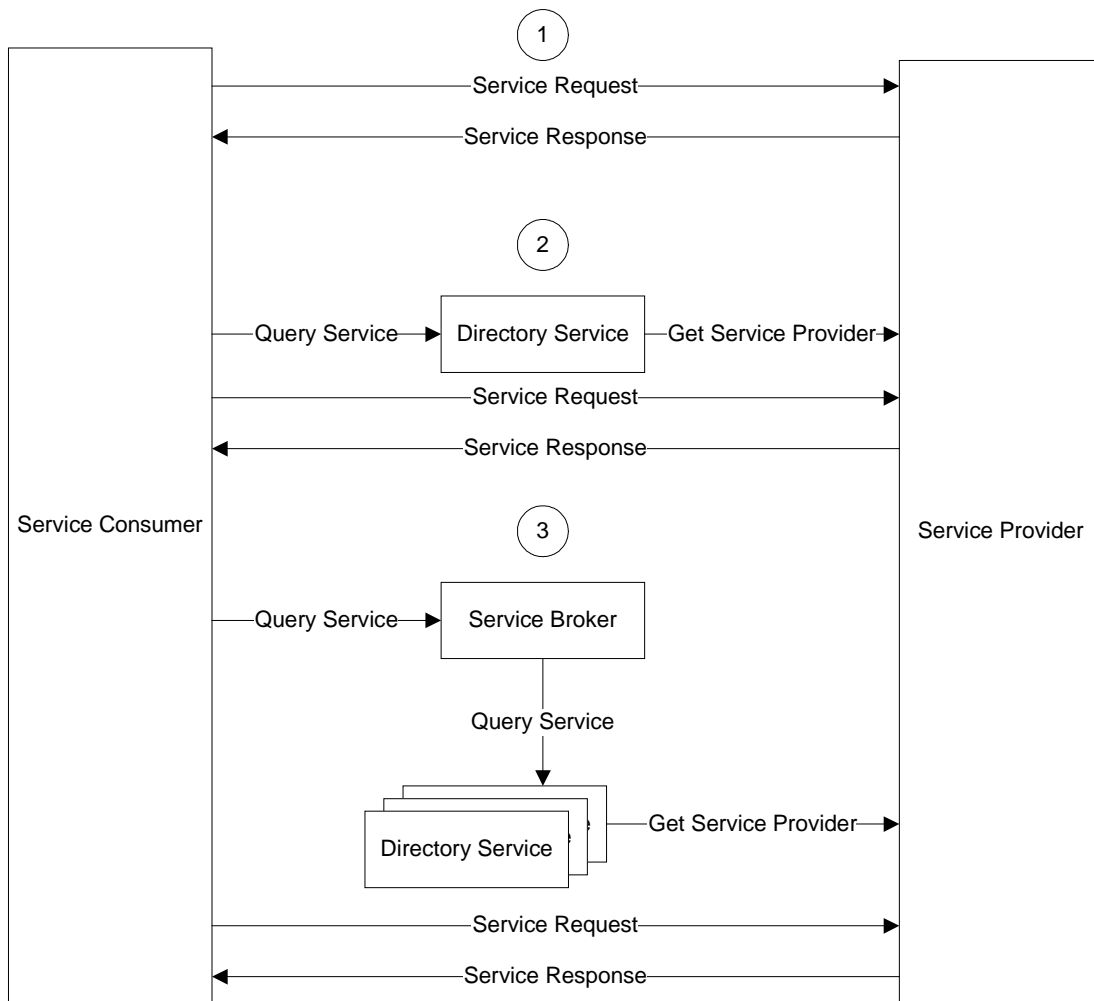 1
Service Request
Service Response
2
Query Service
Directory Service
Get Service Provider
Service Request
Service Response
Service Consumer
3
Service Provider
Query Service
Service Broker
Query Service
Get Service Provider
Directory Service
Service Request
Service Response